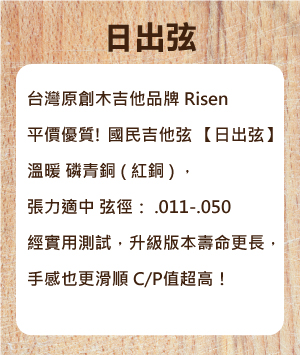 日出弦
台灣原創木吉他品牌 Risen
平價優質! 國民吉他弦 【日出弦】
溫暖 磷青銅 ( 紅銅 ) ，
張力適中 弦徑： .011-.050
經實用測試，升級版本壽命更長，
手感也更滑順 C/P值超高！